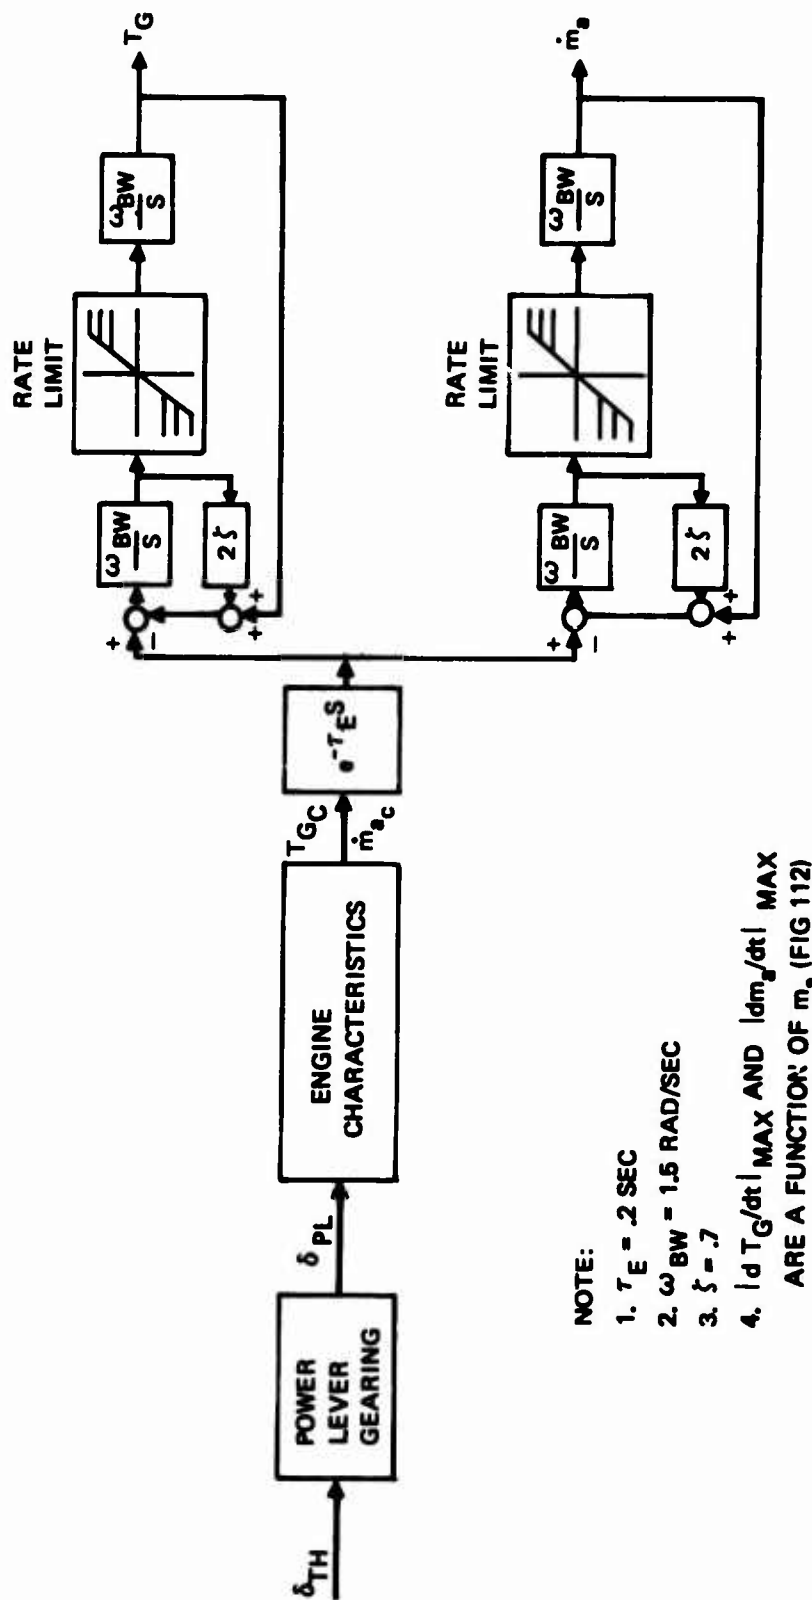 δTH
POWER
LEVER
GEARING
δPL
ENGINE
CHARACTERISTICS
TGC
ṁac
e-τES
+
−
ωBW
S
2ζ
+
+
RATE
LIMIT
ωBW
S
TG
+
−
ωBW
S
2ζ
+
+
RATE
LIMIT
ωBW
S
ṁa
NOTE:
1. τE = .2 SEC
2. ωBW = 1.5 RAD/SEC
3. ζ = .7
4. |d TG/dt| MAX AND |dma/dt| MAX
ARE A FUNCTION OF ma (FIG 112)